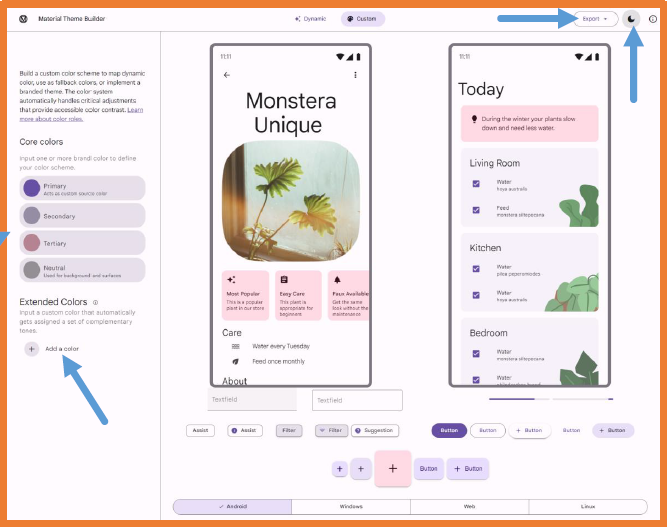 Material Theme Builder
Dynamic
Custom
Export
Build a custom color scheme to map dynamic
color, use as fallback colors, or implement a
branded theme. The color system
automatically handles critical adjustments
that provide accessible color contrast. Learn
more about color roles.
Core colors
Input one or more brand color to define
your color scheme.
Primary
Acts as custom source color
Secondary
Tertiary
Neutral
Used for background and surfaces
Extended Colors
Input a custom color that automatically
gets assigned a set of complementary
tones.
Add a color
11:11
Monstera
Unique
Most Popular
This is a popular
plant in our store
Easy Care
This plant is
appropriate for
beginners
Faux Available
Get the same
look without the
maintenance
Care
Water every Tuesday
Feed once monthly
About
11:11
Today
During the winter your plants slow
down and need less water.
Living Room
Water
hoya australis
Feed
monstera siltepecana
Kitchen
Water
pilea peperomioides
Water
hoya australis
Bedroom
Water
monstera siltepecana
Water
Textfield
Textfield
Assist
Assist
Filter
Filter
Suggestion
Button
Button
+ Button
Button
+ Button
+
+
+
Button
+ Button
Android
Windows
Web
Linux